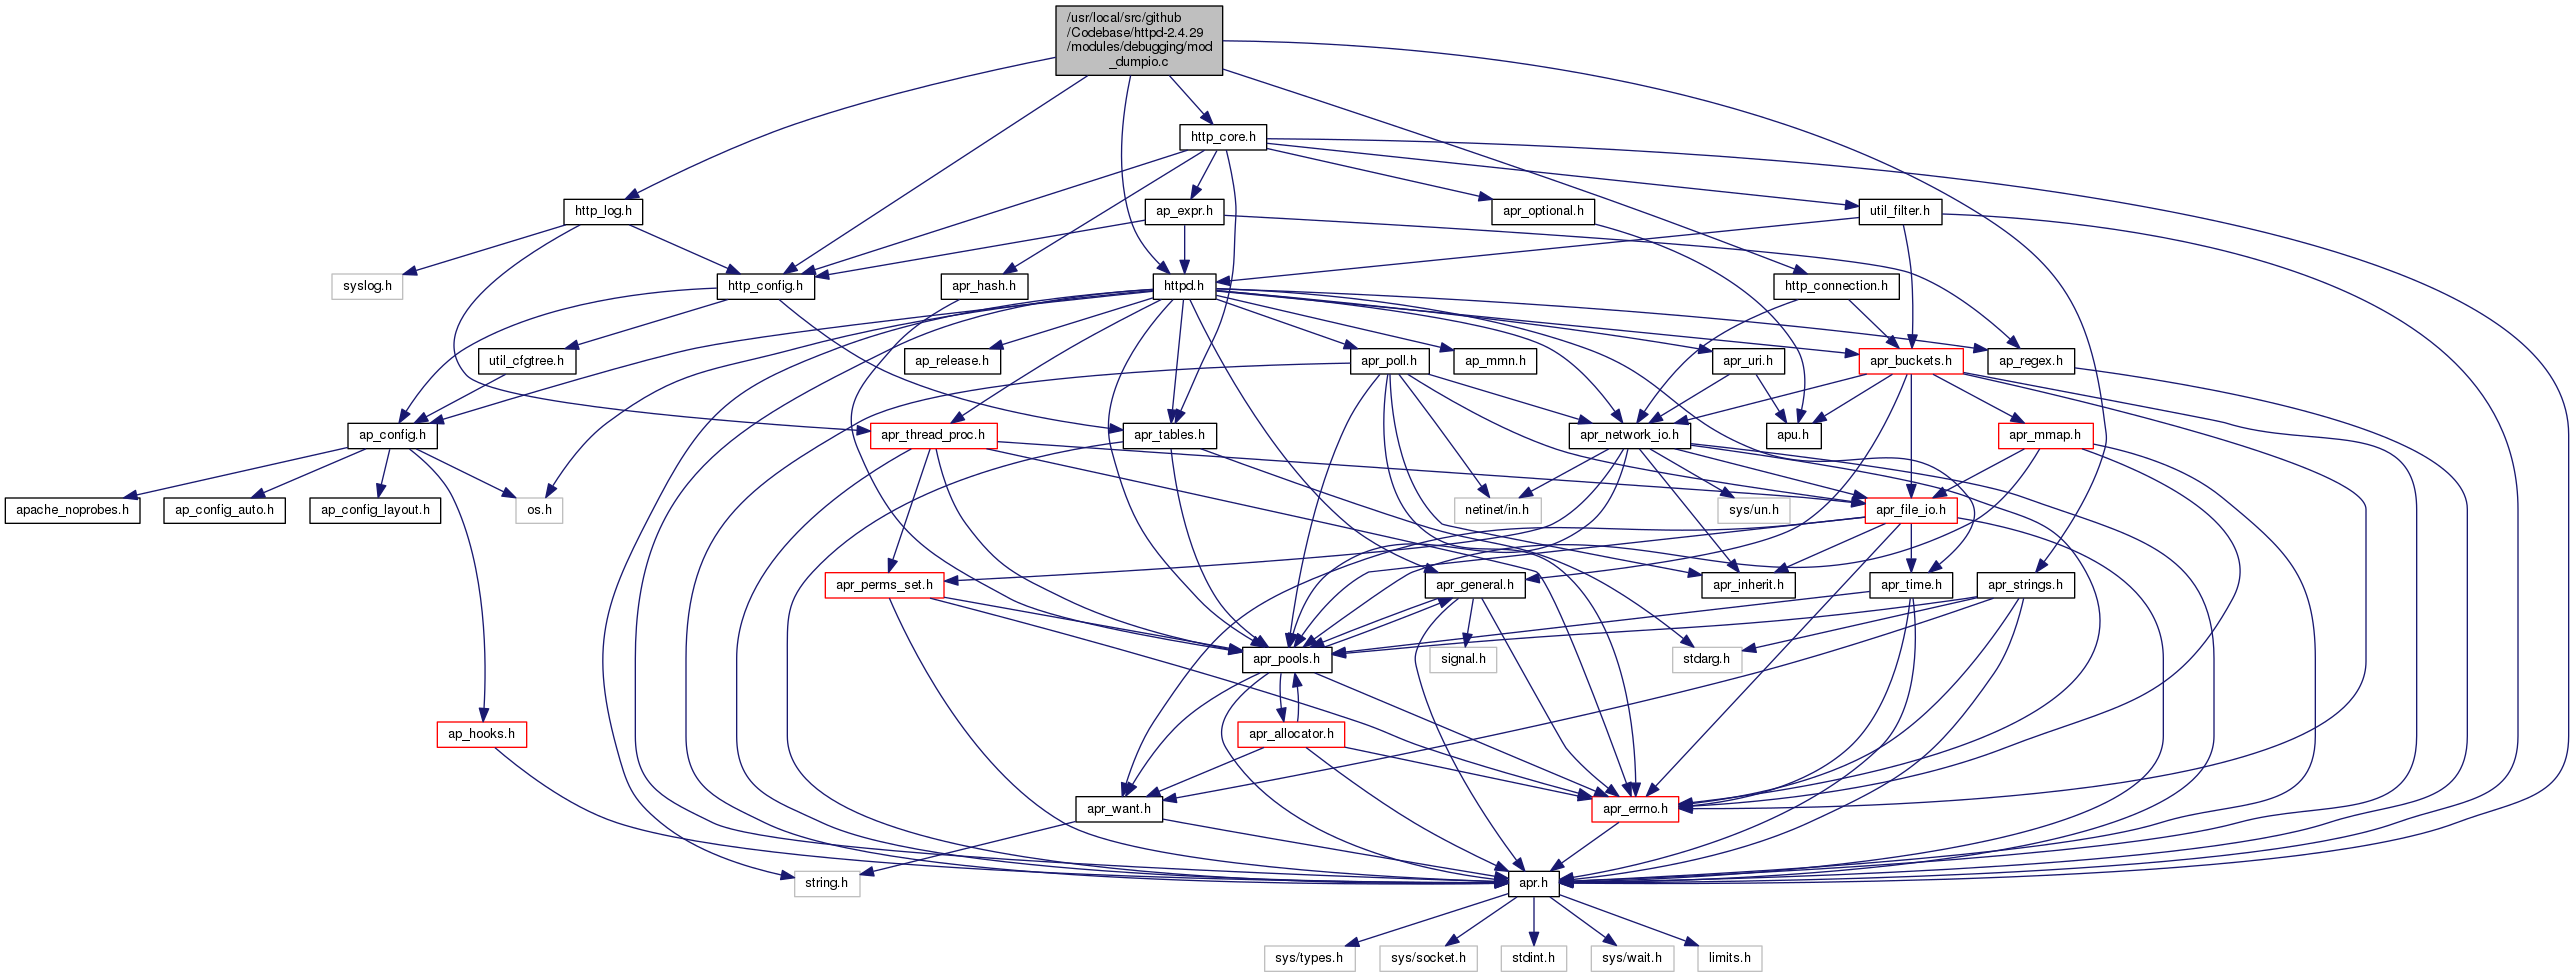 /usr/local/src/github
/Codebase/httpd-2.4.29
/modules/debugging/mod
_dumpio.c
http_core.h
http_log.h
ap_expr.h
apr_optional.h
util_filter.h
syslog.h
http_config.h
apr_hash.h
httpd.h
http_connection.h
util_cfgtree.h
ap_release.h
apr_poll.h
ap_mmn.h
apr_uri.h
apr_buckets.h
ap_regex.h
ap_config.h
apr_thread_proc.h
apr_tables.h
apr_network_io.h
apu.h
apr_mmap.h
apache_noprobes.h
ap_config_auto.h
ap_config_layout.h
os.h
netinet/in.h
sys/un.h
apr_file_io.h
apr_perms_set.h
apr_general.h
apr_inherit.h
apr_time.h
apr_strings.h
apr_pools.h
signal.h
stdarg.h
ap_hooks.h
apr_allocator.h
apr_want.h
apr_errno.h
string.h
apr.h
sys/types.h
sys/socket.h
stdint.h
sys/wait.h
limits.h